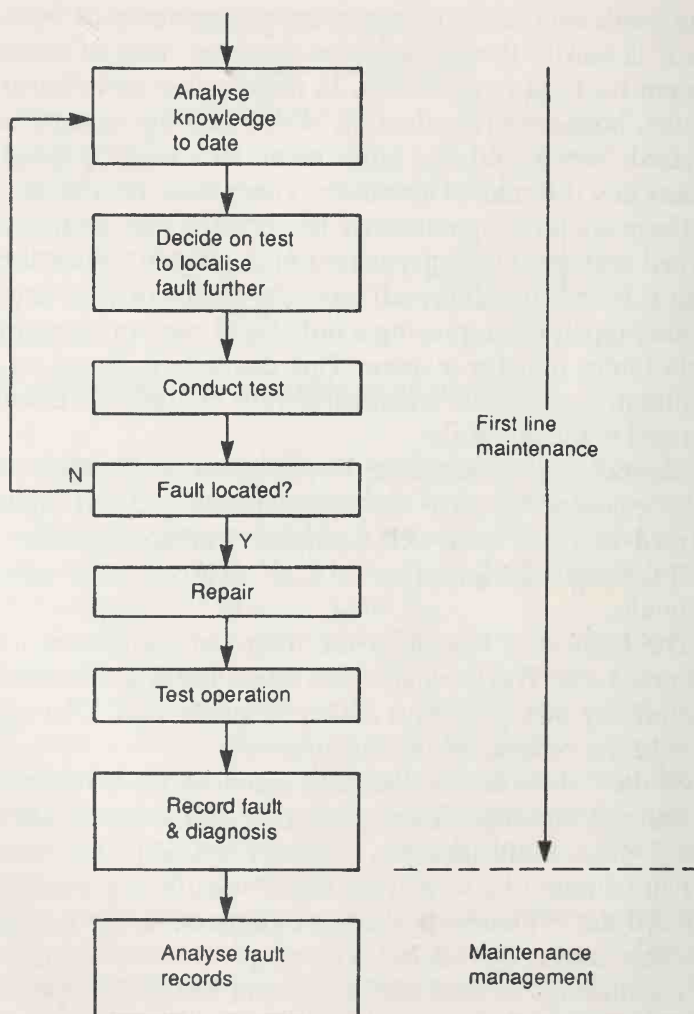 Analyse
knowledge
to date
Decide on test
to localise
fault further
Conduct test
First line
maintenance
N
Fault located?
Y
Repair
Test operation
Record fault
& diagnosis
Analyse fault
records
Maintenance
management